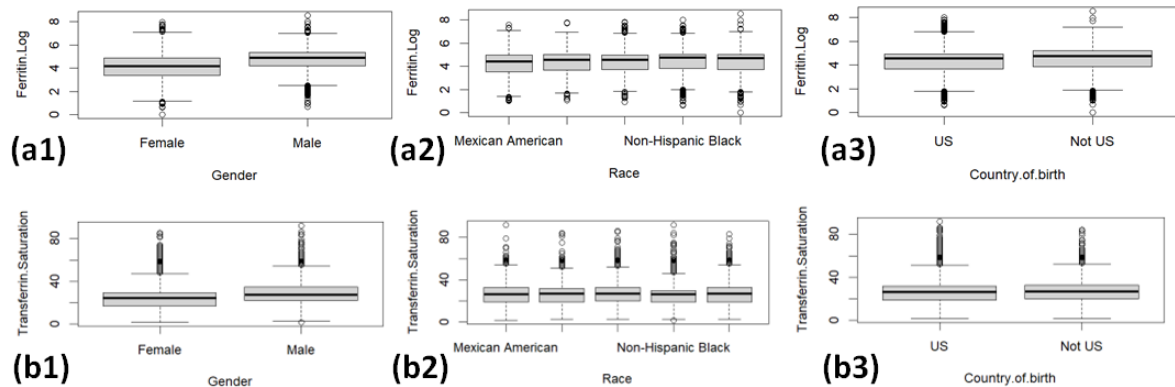 Ferritin.Log
8
6
4
2
0
Female
Male
Gender
(a1)
Ferritin.Log
8
6
4
2
0
Mexican American
Non-Hispanic Black
Race
(a2)
Ferritin.Log
8
6
4
2
0
US
Not US
Country.of.birth
(a3)
Transferrin.Saturation
80
40
0
Female
Male
Gender
(b1)
Transferrin.Saturation
80
40
0
Mexican American
Non-Hispanic Black
Race
(b2)
Transferrin.Saturation
80
40
0
US
Not US
Country.of.birth
(b3)